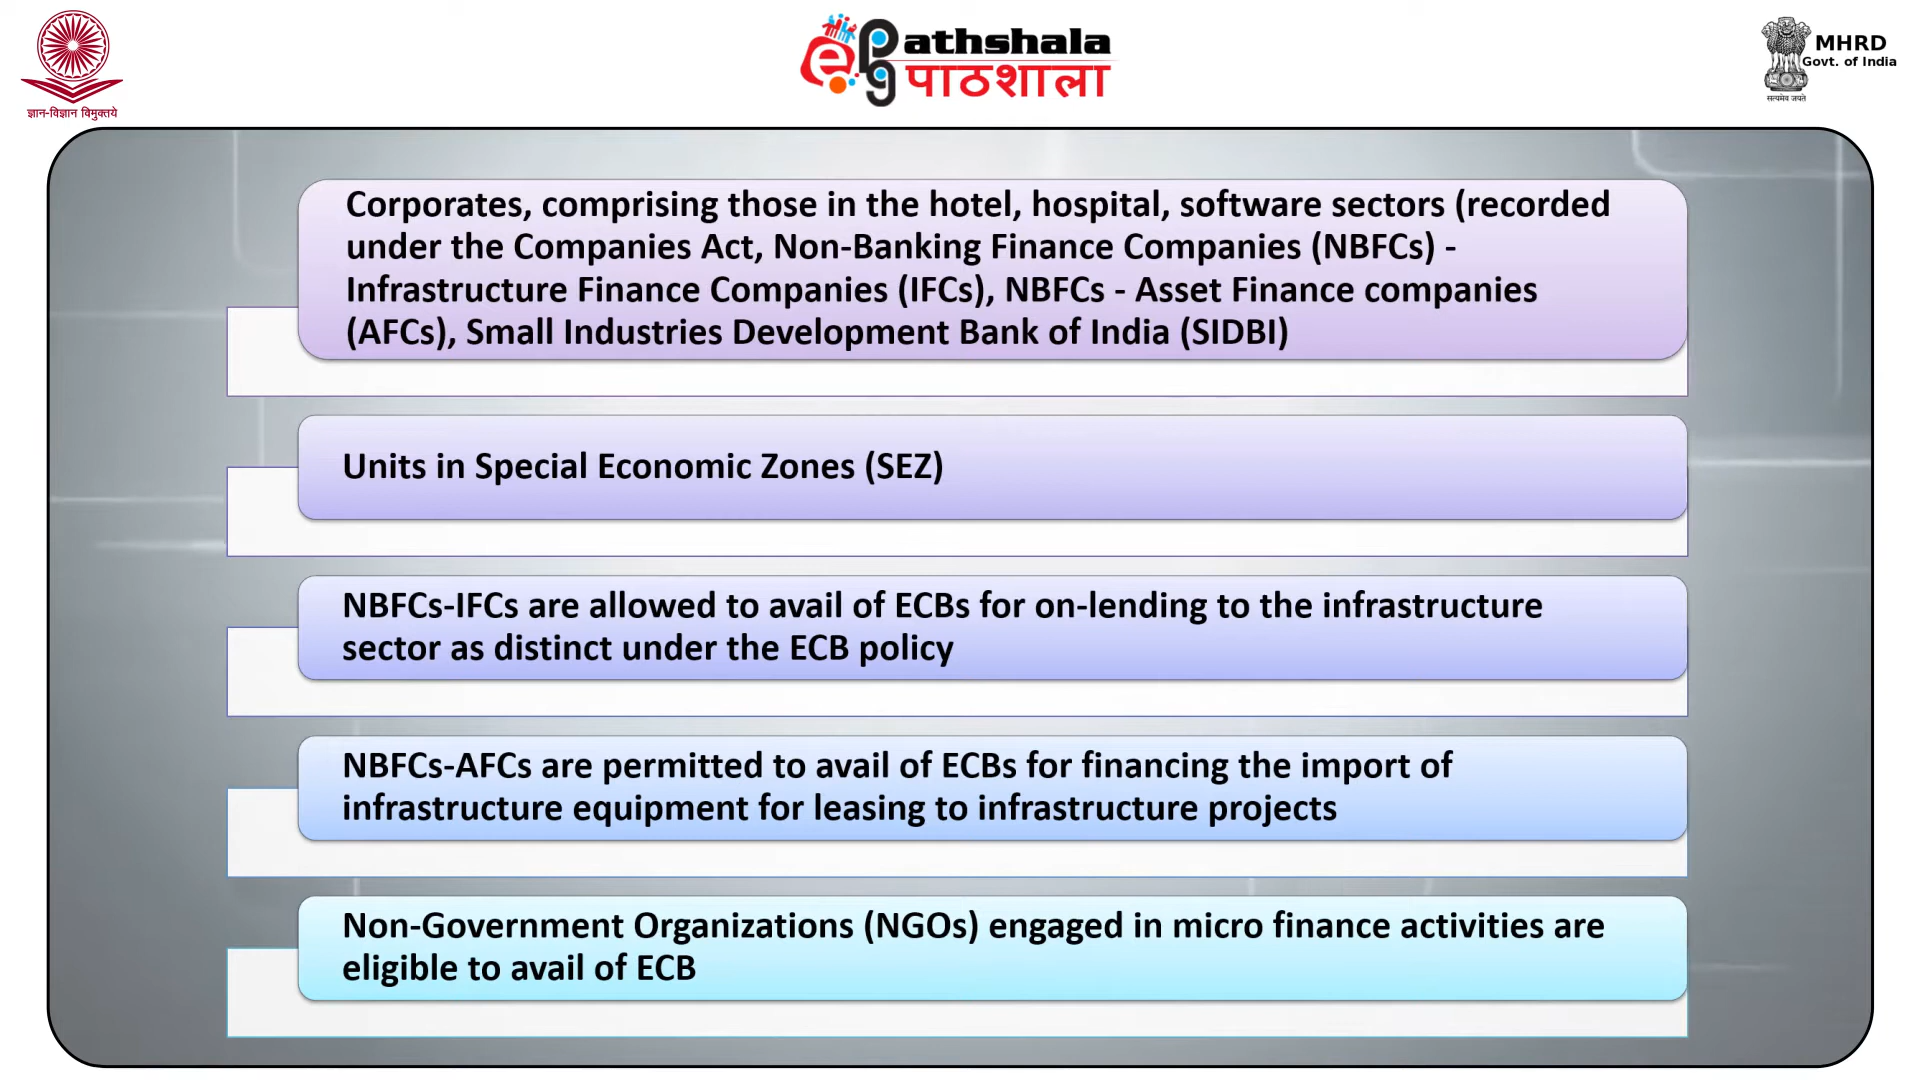 ज्ञान-विज्ञान विमुक्तये
e
pg
athshala
पाठशाला
सत्यमेव जयते
MHRD
Govt. of India
Corporates, comprising those in the hotel, hospital, software sectors (recorded
under the Companies Act, Non-Banking Finance Companies (NBFCs) -
Infrastructure Finance Companies (IFCs), NBFCs - Asset Finance companies
(AFCs), Small Industries Development Bank of India (SIDBI)
Units in Special Economic Zones (SEZ)
NBFCs-IFCs are allowed to avail of ECBs for on-lending to the infrastructure
sector as distinct under the ECB policy
NBFCs-AFCs are permitted to avail of ECBs for financing the import of
infrastructure equipment for leasing to infrastructure projects
Non-Government Organizations (NGOs) engaged in micro finance activities are
eligible to avail of ECB